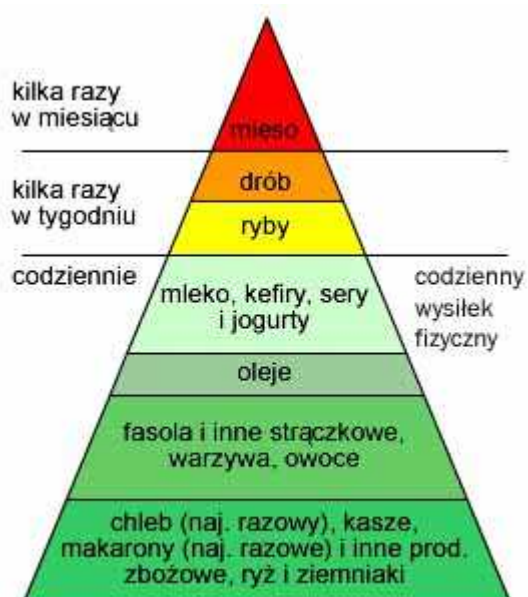 kilka razy
w miesiącu
mięso
kilka razy
w tygodniu
drób
ryby
codziennie
mleko, kefiry, sery
i jogurty
codzienny
wysiłek
fizyczny
oleje
fasola i inne strączkowe,
warzywa, owoce
chleb (naj. razowy), kasze,
makarony (naj. razowe) i inne prod.
zbożowe, ryż i ziemniaki